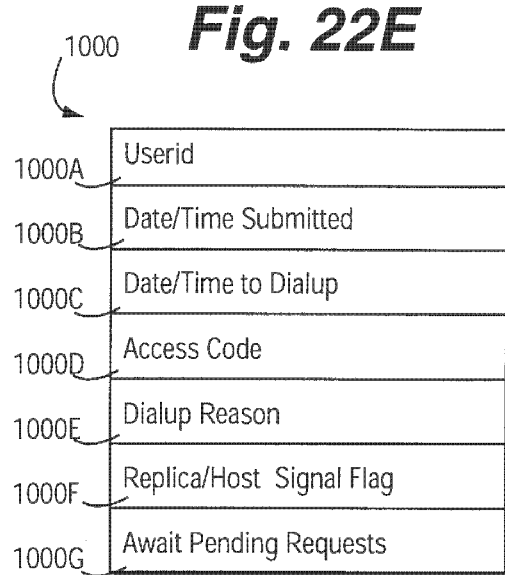 Fig. 22E
1000
1000A Userid
1000B Date/Time Submitted
1000C Date/Time to Dialup
1000D Access Code
1000E Dialup Reason
1000F Replica/Host Signal Flag
1000G Await Pending Requests